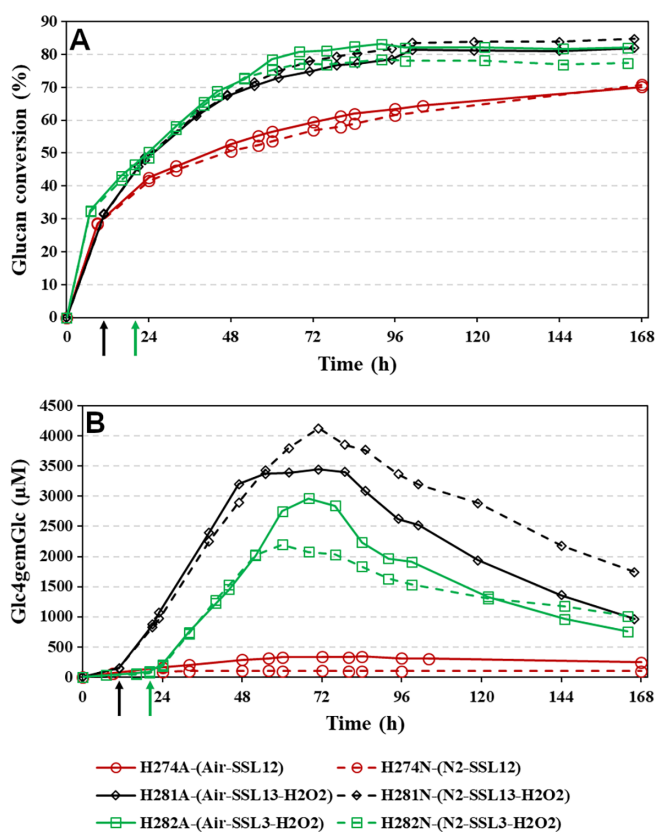 A
Glucan conversion (%)
90
80
70
60
50
40
30
20
10
0
0 24 48 72 96 120 144 168
Time (h)
B
Glc4gemGlc (µM)
4500
4000
3500
3000
2500
2000
1500
1000
500
0
0 24 48 72 96 120 144 168
Time (h)
H274A-(Air-SSL12) H274N-(N2-SSL12)
H281A-(Air-SSL13-H2O2) H281N-(N2-SSL13-H2O2)
H282A-(Air-SSL3-H2O2) H282N-(N2-SSL3-H2O2)